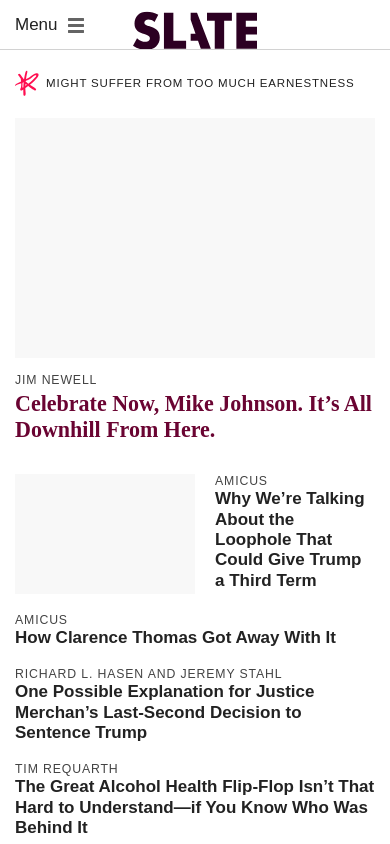 Menu
SLATE
MIGHT SUFFER FROM TOO MUCH EARNESTNESS
JIM NEWELL
Celebrate Now, Mike Johnson. It’s All
Downhill From Here.
AMICUS
Why We’re Talking
About the
Loophole That
Could Give Trump
a Third Term
AMICUS
How Clarence Thomas Got Away With It
RICHARD L. HASEN AND JEREMY STAHL
One Possible Explanation for Justice
Merchan’s Last-Second Decision to
Sentence Trump
TIM REQUARTH
The Great Alcohol Health Flip-Flop Isn’t That
Hard to Understand—if You Know Who Was
Behind It